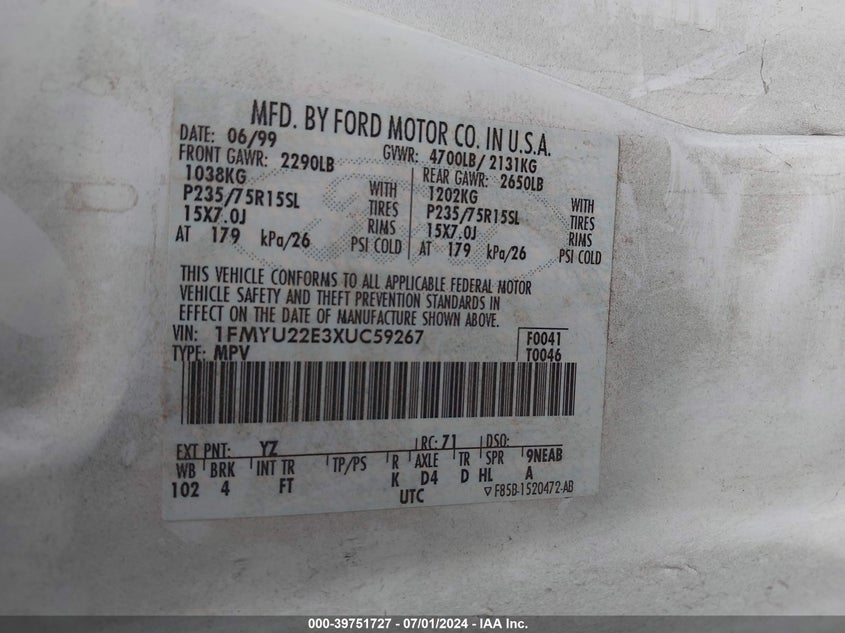 MFD. BY FORD MOTOR CO. IN U.S.A.
DATE: 06/99 GVWR: 4700LB/ 2131KG
FRONT GAWR: 2290LB REAR GAWR: 2650LB
1038KG WITH 1202KG WITH
P235/75R15SL TIRES P235/75R15SL TIRES
15X7.0J RIMS 15X7.0J RIMS
AT 179 kPa/26 PSI COLD AT 179 kPa/26 PSI COLD
THIS VEHICLE CONFORMS TO ALL APPLICABLE FEDERAL MOTOR
VEHICLE SAFETY AND THEFT PREVENTION STANDARDS IN
EFFECT ON THE DATE OF MANUFACTURE SHOWN ABOVE.
VIN: 1FMYU22E3XUC59267 F0041
TYPE: MPV T0046
EXT PNT: YZ RC: 71 DSO:
WB BRK INT TR TP/PS R AXLE TR SPR 9NEAB
102 4 FT K D4 D HL A
UTC ▽ F85B-1520472-AB
000-39751727 - 07/01/2024 - IAA Inc.